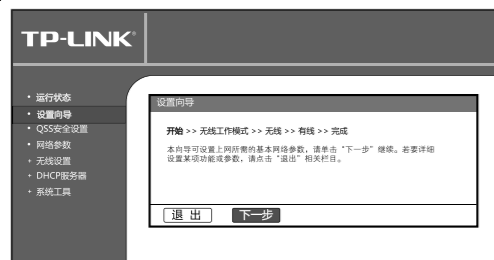 TP-LINK®
• 运行状态
• 设置向导
• QSS安全设置
• 网络参数
+ 无线设置
+ DHCP服务器
+ 系统工具
设置向导
开始 >> 无线工作模式 >> 无线 >> 有线 >> 完成
本向导可设置上网所需的基本网络参数，请单击“下一步”继续。若要详细
设置某项功能或参数，请点击“退出”相关栏目。
退 出
下一步